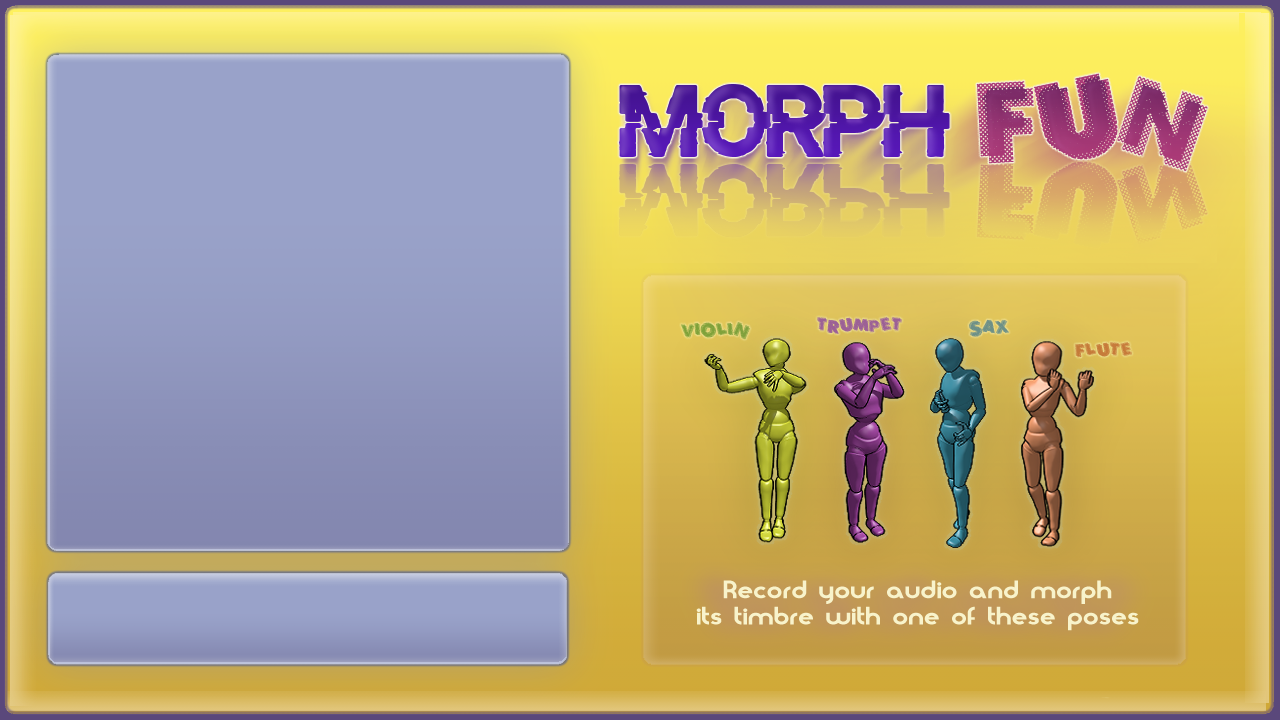 MORPH FUN
VIOLIN
TRUMPET
SAX
FLUTE
Record your audio and morph
its timbre with one of these poses